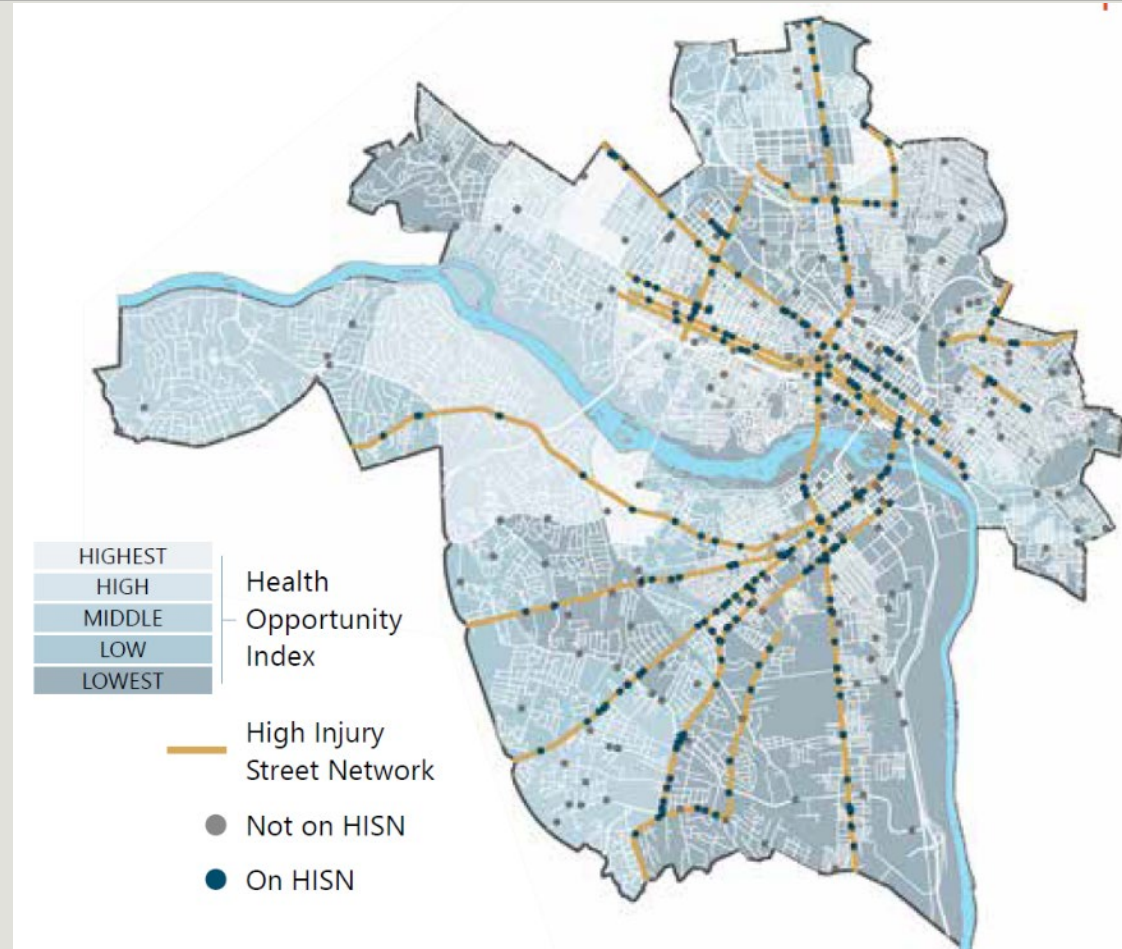 HIGHEST
HIGH
MIDDLE
LOW
LOWEST
Health
Opportunity
Index
High Injury
Street Network
Not on HISN
On HISN